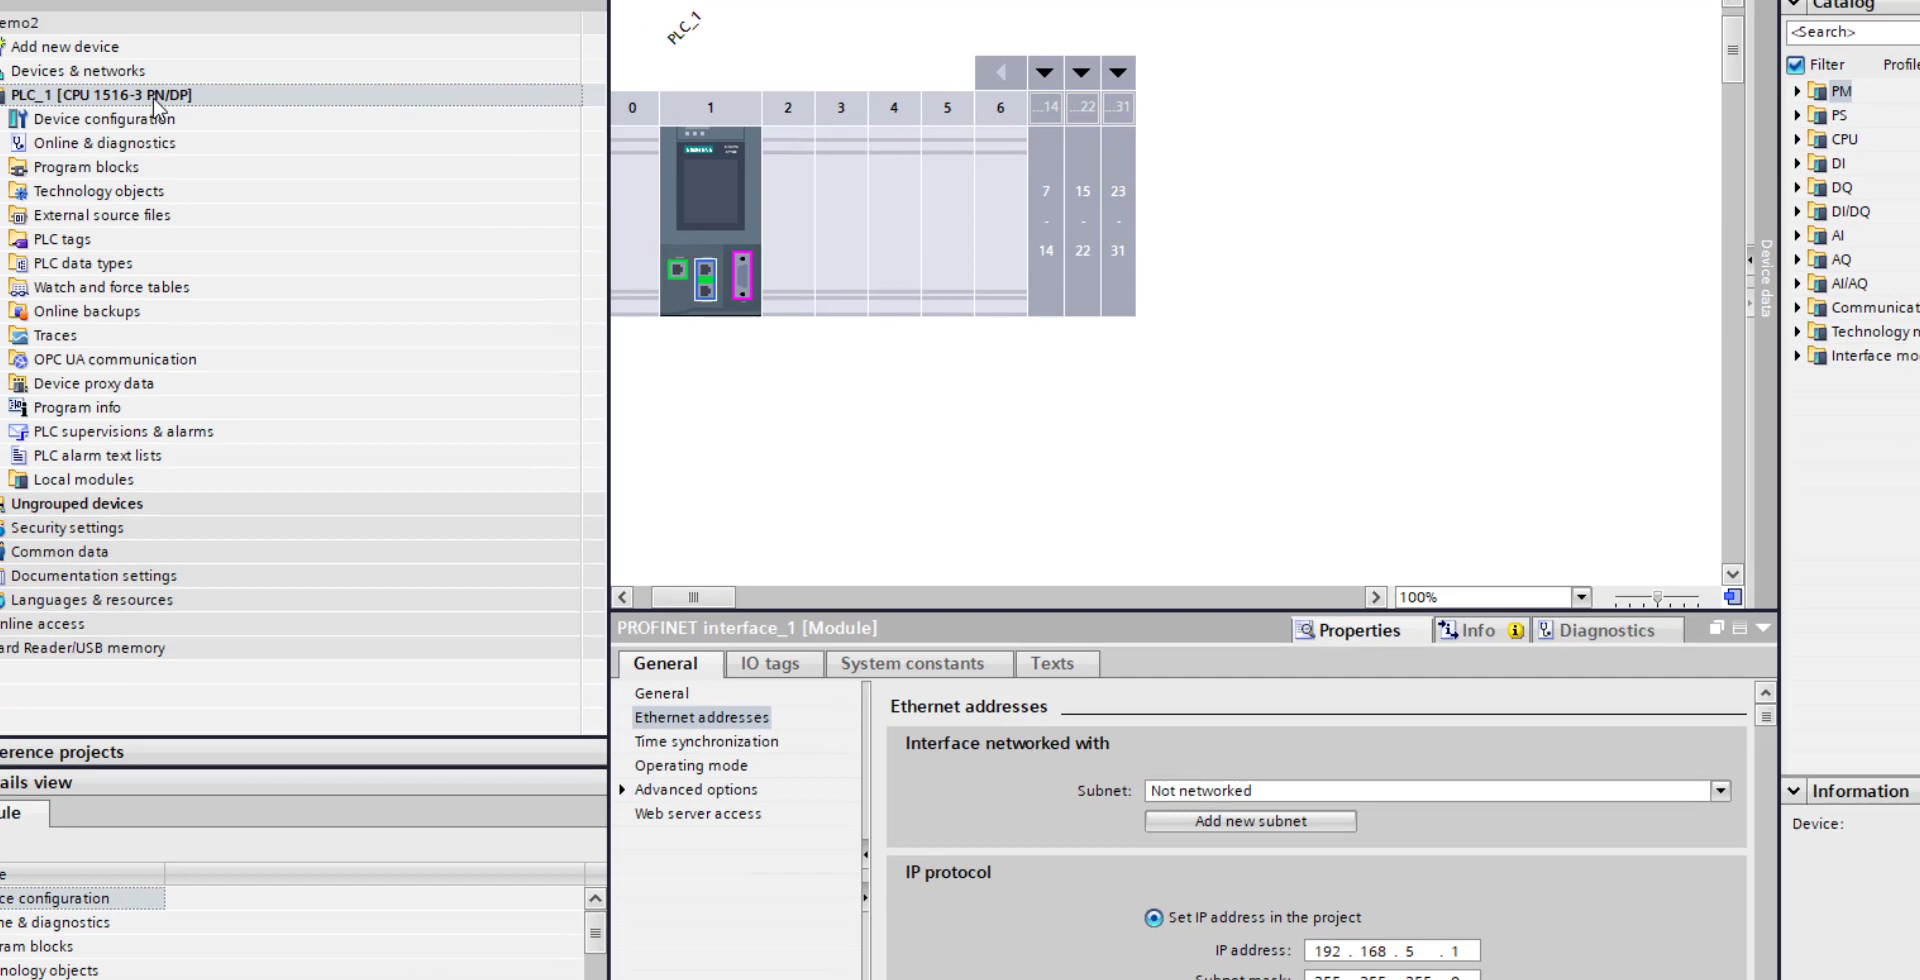 emo2
Add new device
Devices & networks
PLC_1 [CPU 1516-3 PN/DP]
Device configuration
Online & diagnostics
Program blocks
Technology objects
External source files
PLC tags
PLC data types
Watch and force tables
Online backups
Traces
OPC UA communication
Device proxy data
Program info
PLC supervisions & alarms
PLC alarm text lists
Local modules
Ungrouped devices
Security settings
Common data
Documentation settings
Languages & resources
nline access
ard Reader/USB memory
erence projects
ails view
ule
e
ce configuration
ne & diagnostics
ram blocks
nology objects
PLC_1
0 1 2 3 4 5 6 ...14 ...22 ...31
SIEMENS
7 15 23
- - -
14 22 31
100%
Device data
PROFINET interface_1 [Module]
Properties
Info
Diagnostics
General
IO tags
System constants
Texts
General
Ethernet addresses
Time synchronization
Operating mode
Advanced options
Web server access
Ethernet addresses
Interface networked with
Subnet: Not networked
Add new subnet
IP protocol
Set IP address in the project
IP address: 192 . 168 . 5 . 1
Catalog
<Search>
Filter Profile
PM
PS
CPU
DI
DQ
DI/DQ
AI
AQ
AI/AQ
Communicat
Technology n
Interface mo
Information
Device: